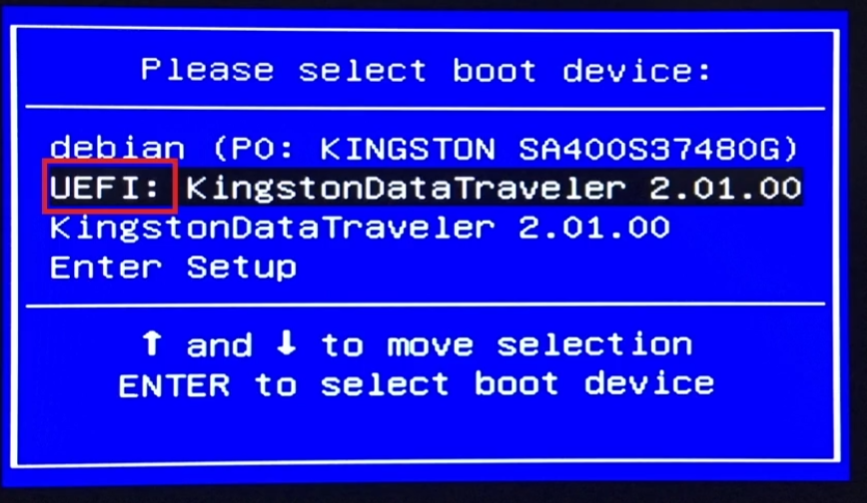 Please select boot device:
debian (P0: KINGSTON SA400S37480G)
UEFI: KingstonDataTraveler 2.01.00
KingstonDataTraveler 2.01.00
Enter Setup
↑ and ↓ to move selection
ENTER to select boot device